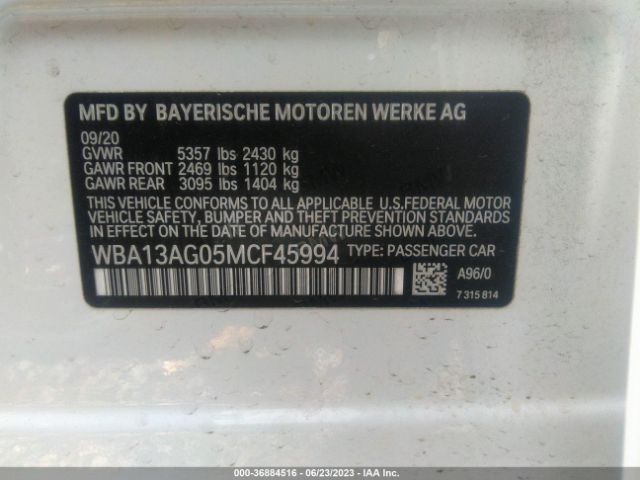 MFD BY BAYERISCHE MOTOREN WERKE AG
09/20
GVWR 5357 lbs 2430 kg
GAWR FRONT 2469 lbs 1120 kg
GAWR REAR 3095 lbs 1404 kg
THIS VEHICLE CONFORMS TO ALL APPLICABLE U.S.FEDERAL MOTOR
VEHICLE SAFETY, BUMPER AND THEFT PREVENTION STANDARDS
IN EFFECT ON THE DATE OF MANUFACTURE SHOWN ABOVE.
WBA13AG05MCF45994 TYPE: PASSENGER CAR
A96/0
7 315 814
000-36884516 - 06/23/2023 - IAA Inc.